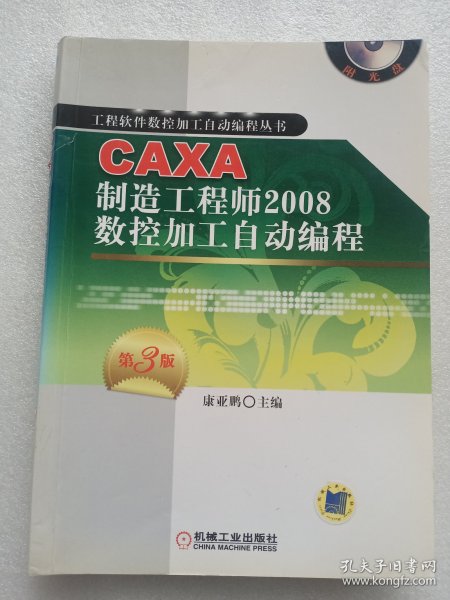 附光盘
工程软件数控加工自动编程丛书
CAXA
制造工程师2008
数控加工自动编程
第3版
康亚鹏○主编
机械工业出版社
CHINA MACHINE PRESS
孔夫子旧书网
www.kongfz.com